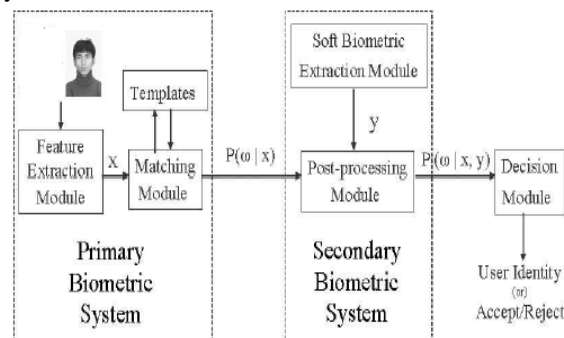 Templates
Feature
Extraction
Module
X
Matching
Module
P(ω | x)
Primary
Biometric
System
Soft Biometric
Extraction Module
y
Post-processing
Module
P(ω | x, y)
Secondary
Biometric
System
Decision
Module
User Identity
(or)
Accept/Reject